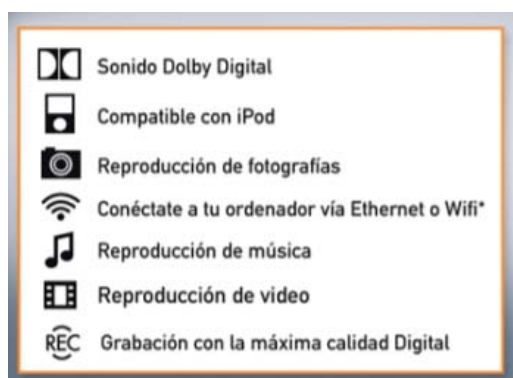 Sonido Dolby Digital
Compatible con iPod
Reproducción de fotografías
Conéctate a tu ordenador vía Ethernet o Wifi*
Reproducción de música
Reproducción de video
REC Grabación con la máxima calidad Digital